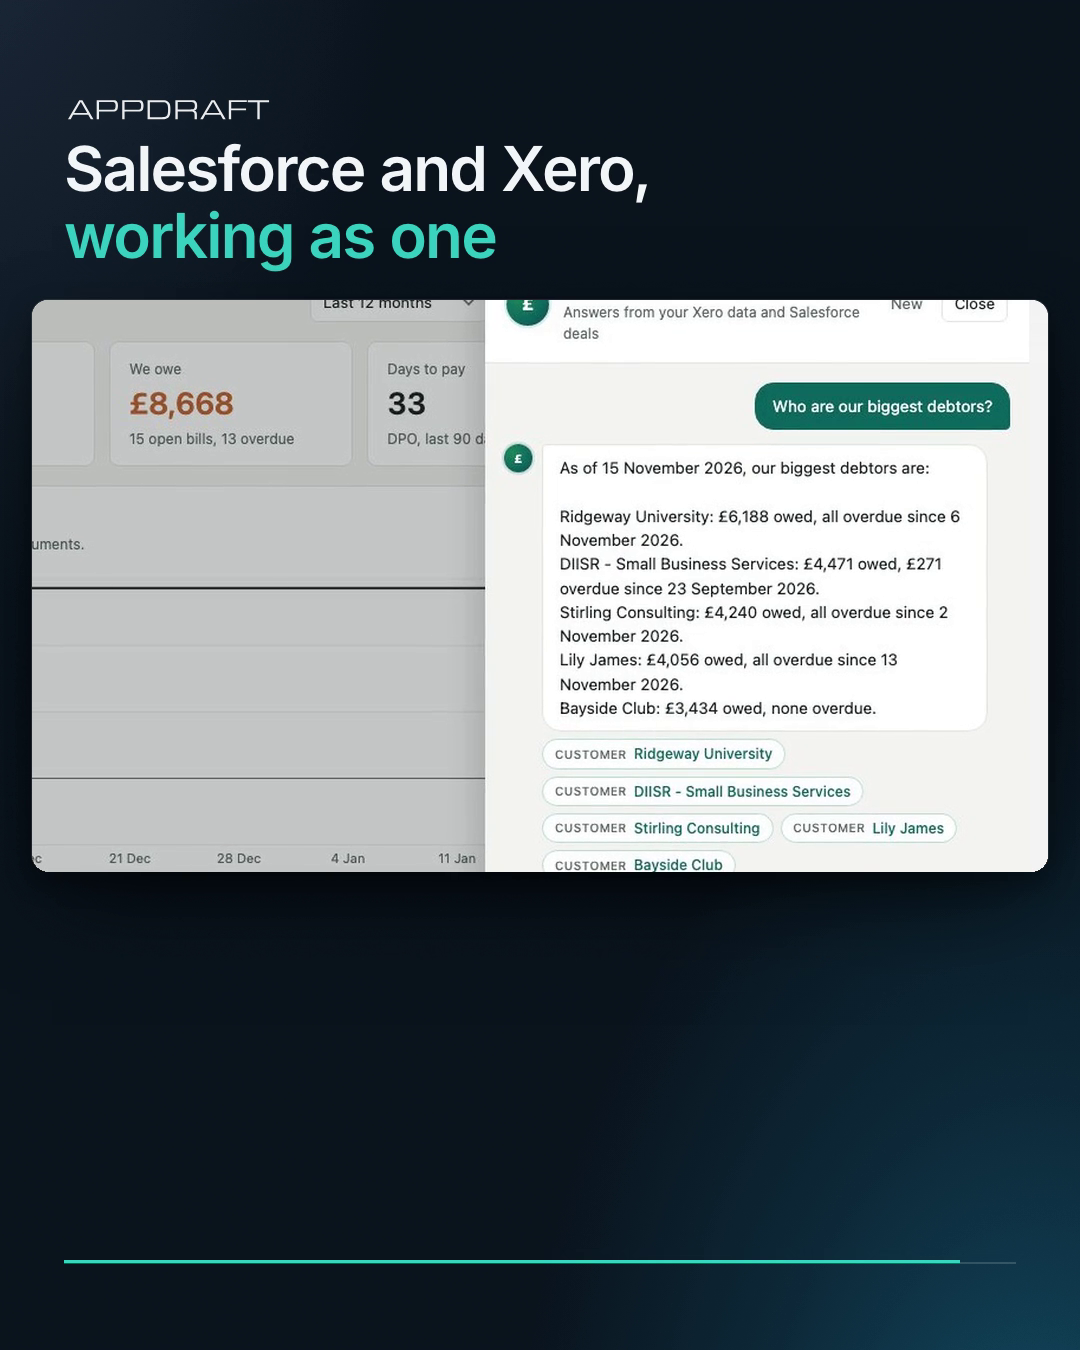 APPDRAFT
Salesforce and Xero,
working as one
Last 12 months
We owe
£8,668
15 open bills, 13 overdue
Days to pay
33
DPO, last 90 d
uments.
21 Dec
28 Dec
4 Jan
11 Jan
£
Answers from your Xero data and Salesforce
deals
New
Close
Who are our biggest debtors?
£
As of 15 November 2026, our biggest debtors are:
Ridgeway University: £6,188 owed, all overdue since 6
November 2026.
DIISR - Small Business Services: £4,471 owed, £271
overdue since 23 September 2026.
Stirling Consulting: £4,240 owed, all overdue since 2
November 2026.
Lily James: £4,056 owed, all overdue since 13
November 2026.
Bayside Club: £3,434 owed, none overdue.
CUSTOMER Ridgeway University
CUSTOMER DIISR - Small Business Services
CUSTOMER Stirling Consulting CUSTOMER Lily James
CUSTOMER Bayside Club